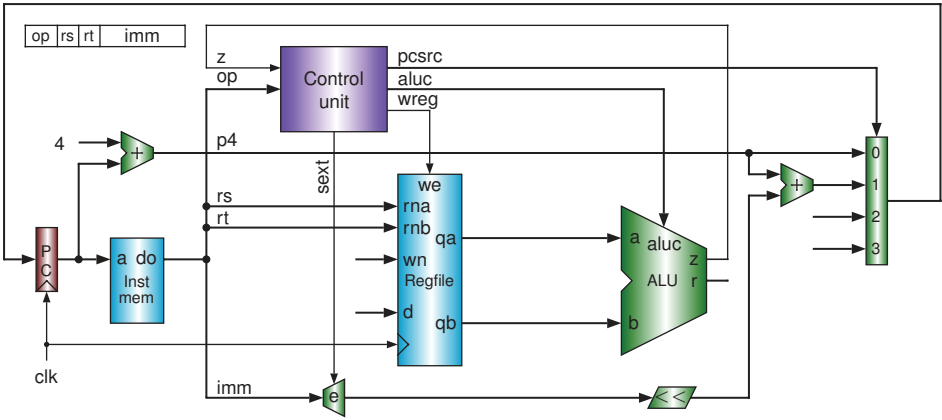 op rs rt imm
z
op
Control
unit
pcsrc
aluc
wreg
4
+
p4
sext
we
rs
rna
rt
rnb
qa
wn
Regfile
d
qb
P
C
a do
Inst
mem
clk
a
aluc
z
ALU
r
b
+
0
1
2
3
imm
e
<<